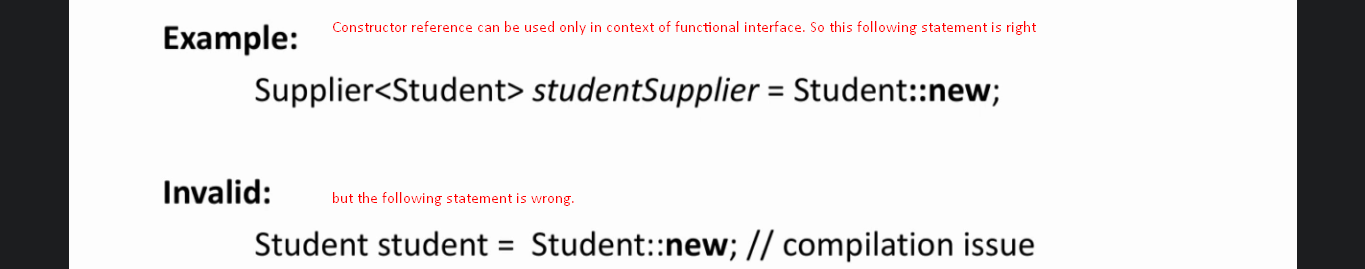 Example:
Constructor reference can be used only in context of functional interface. So this following statement is right
Supplier<Student> studentSupplier = Student::new;
Invalid:
but the following statement is wrong.
Student student = Student::new; // compilation issue